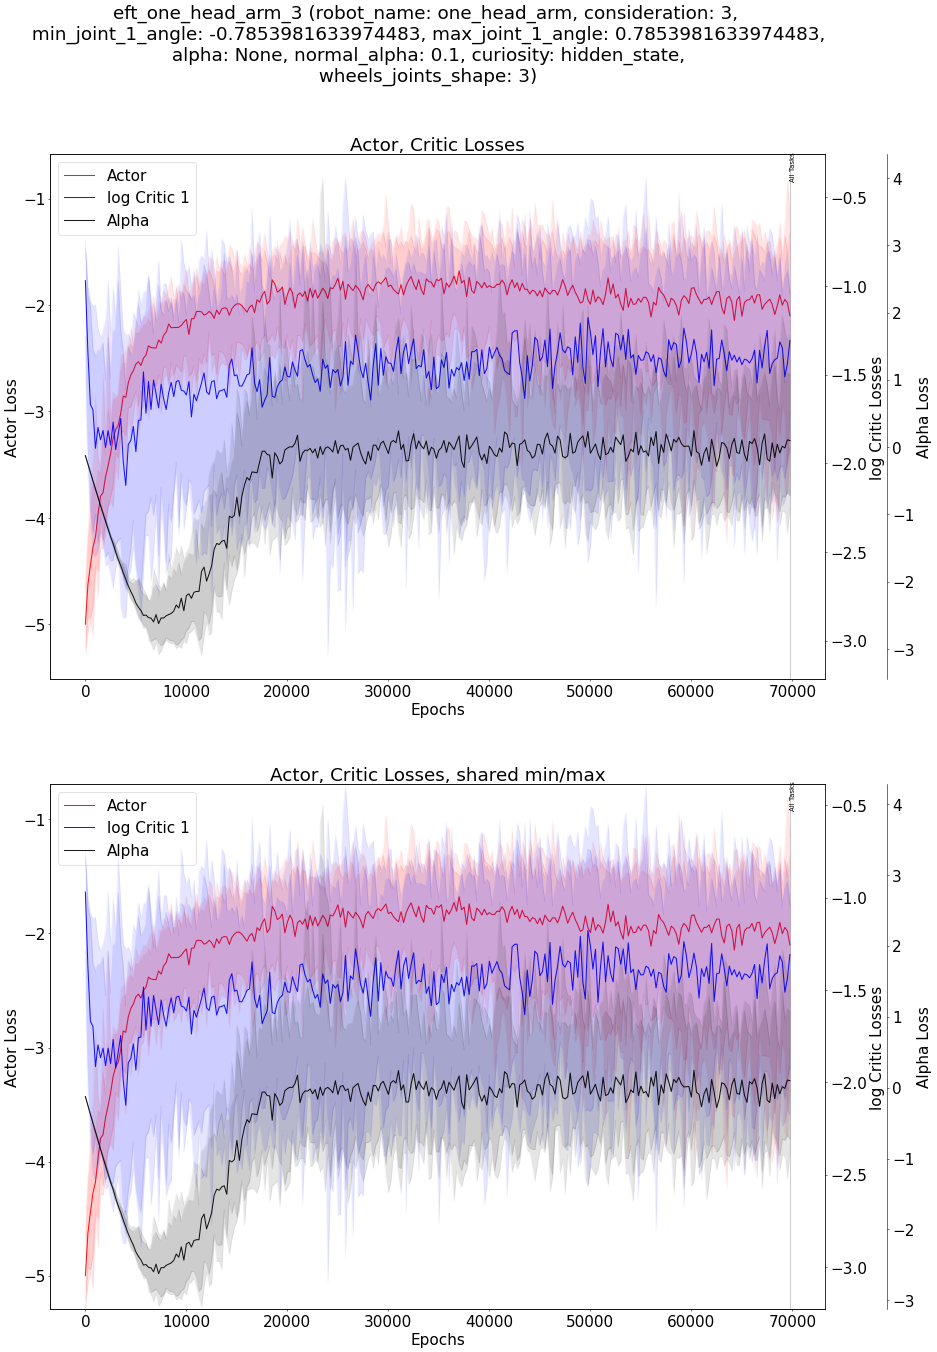 eft_one_head_arm_3 (robot_name: one_head_arm, consideration: 3,
min_joint_1_angle: -0.7853981633974483, max_joint_1_angle: 0.7853981633974483,
alpha: None, normal_alpha: 0.1, curiosity: hidden_state,
wheels_joints_shape: 3)
Actor, Critic Losses
Actor
log Critic 1
Alpha
All Tasks
−1
−2
−3
−4
−5
Actor Loss
−0.5
−1.0
−1.5
−2.0
−2.5
−3.0
log Critic Losses
4
3
2
1
0
−1
−2
−3
Alpha Loss
0 10000 20000 30000 40000 50000 60000 70000
Epochs
Actor, Critic Losses, shared min/max
Actor
log Critic 1
Alpha
All Tasks
−1
−2
−3
−4
−5
Actor Loss
−0.5
−1.0
−1.5
−2.0
−2.5
−3.0
log Critic Losses
4
3
2
1
0
−1
−2
−3
Alpha Loss
0 10000 20000 30000 40000 50000 60000 70000
Epochs